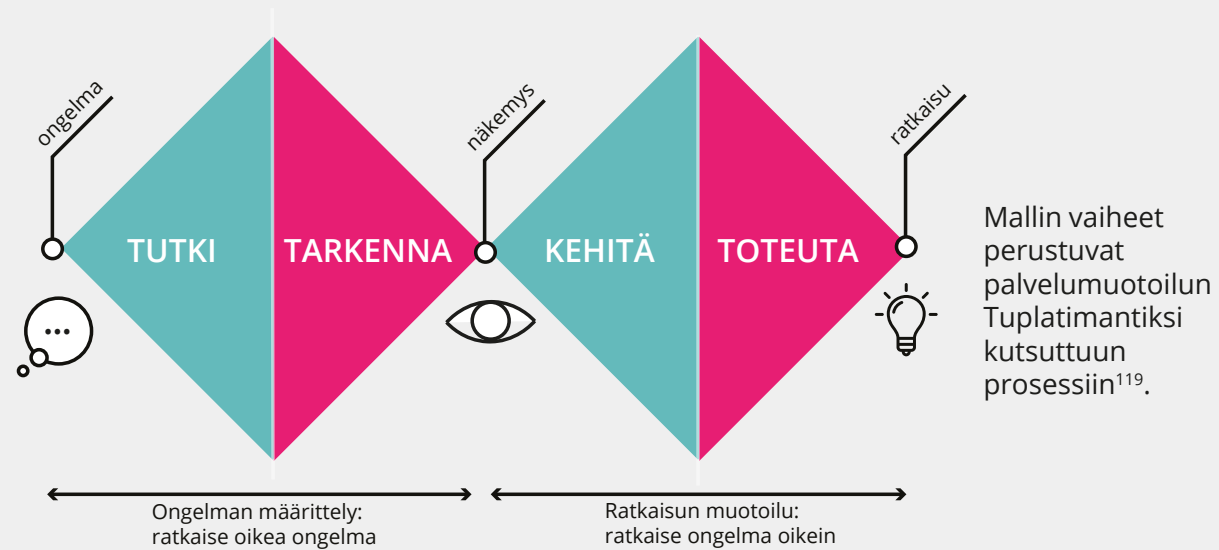 ongelma
näkemys
ratkaisu
TUTKI
TARKENNA
KEHITÄ
TOTEUTA
Mallin vaiheet
perustuvat
palvelumuotoilun
Tuplatimantiksi
kutsuttuun
prosessiin¹¹⁹.
Ongelman määrittely:
ratkaise oikea ongelma
Ratkaisun muotoilu:
ratkaise ongelma oikein